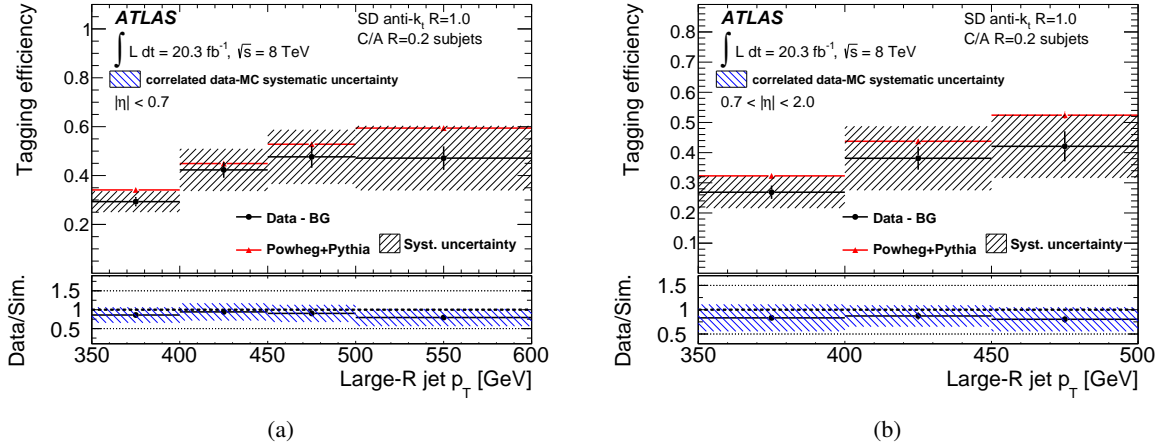 ATLAS
SD anti-k_t R=1.0
C/A R=0.2 subjets
∫ L dt = 20.3 fb⁻¹, √s = 8 TeV
correlated data-MC systematic uncertainty
|η| < 0.7
Tagging efficiency
1
0.8
0.6
0.4
0.2
Data - BG
Powheg+Pythia
Syst. uncertainty
Data/Sim.
1.5
1
0.5
350 400 450 500 550 600
Large-R jet p_T [GeV]
(a)
ATLAS
SD anti-k_t R=1.0
C/A R=0.2 subjets
∫ L dt = 20.3 fb⁻¹, √s = 8 TeV
correlated data-MC systematic uncertainty
0.7 < |η| < 2.0
Tagging efficiency
0.8
0.7
0.6
0.5
0.4
0.3
0.2
0.1
Data - BG
Powheg+Pythia
Syst. uncertainty
Data/Sim.
1.5
1
0.5
350 400 450 500
Large-R jet p_T [GeV]
(b)